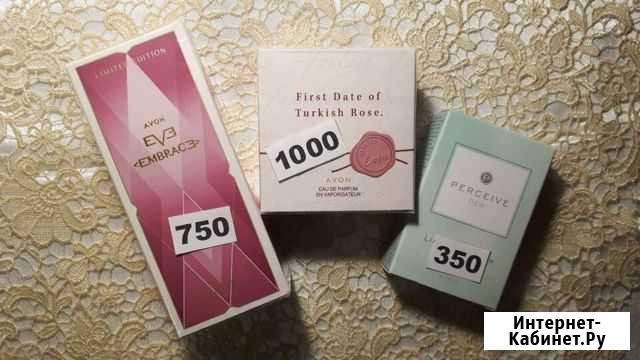 LIMITED EDITION
AVON
EVE
<EMBRACE>
750
First Date of
Turkish Rose.
1000
AVON
EAU DE PARFUM
EN VAPORISATEUR
PERCEIVE
DEW
350
Интернет-
Кабинет.Ру